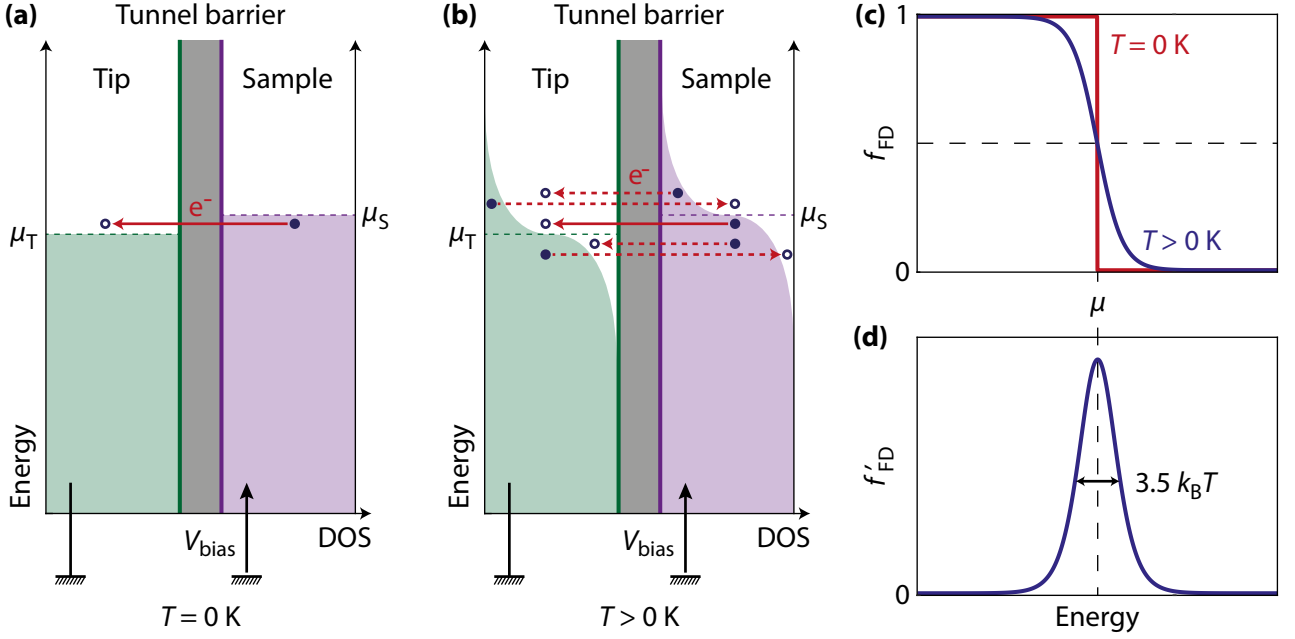 (a)
Tunnel barrier
Tip
Sample
e⁻
μS
μT
Energy
Vbias
DOS
T = 0 K
(b)
Tunnel barrier
Tip
Sample
e⁻
μS
μT
Energy
Vbias
DOS
T > 0 K
(c)
1
T = 0 K
fFD
T > 0 K
0
μ
(d)
f′FD
3.5 kBT
0
Energy